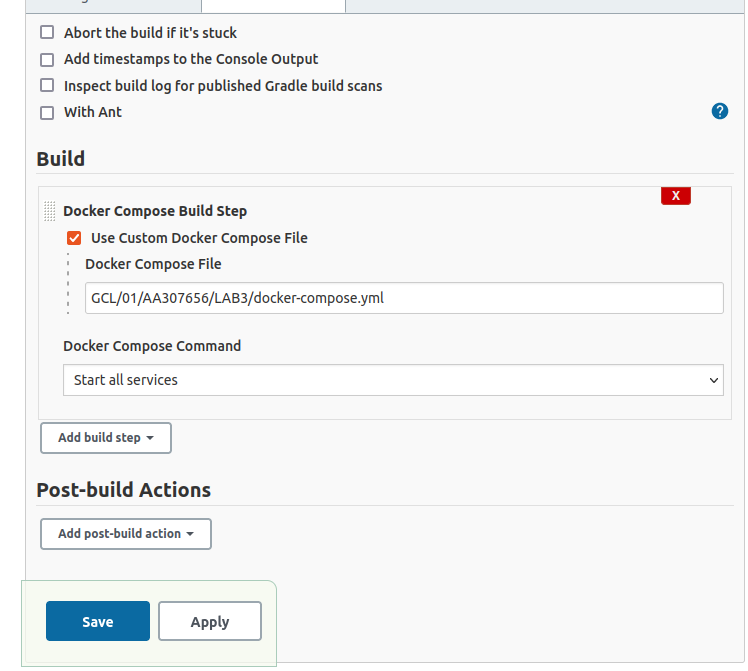 Abort the build if it's stuck
Add timestamps to the Console Output
Inspect build log for published Gradle build scans
With Ant
?
Build
X
Docker Compose Build Step
Use Custom Docker Compose File
Docker Compose File
GCL/01/AA307656/LAB3/docker-compose.yml
Docker Compose Command
Start all services
Add build step
Post-build Actions
Add post-build action
Save
Apply